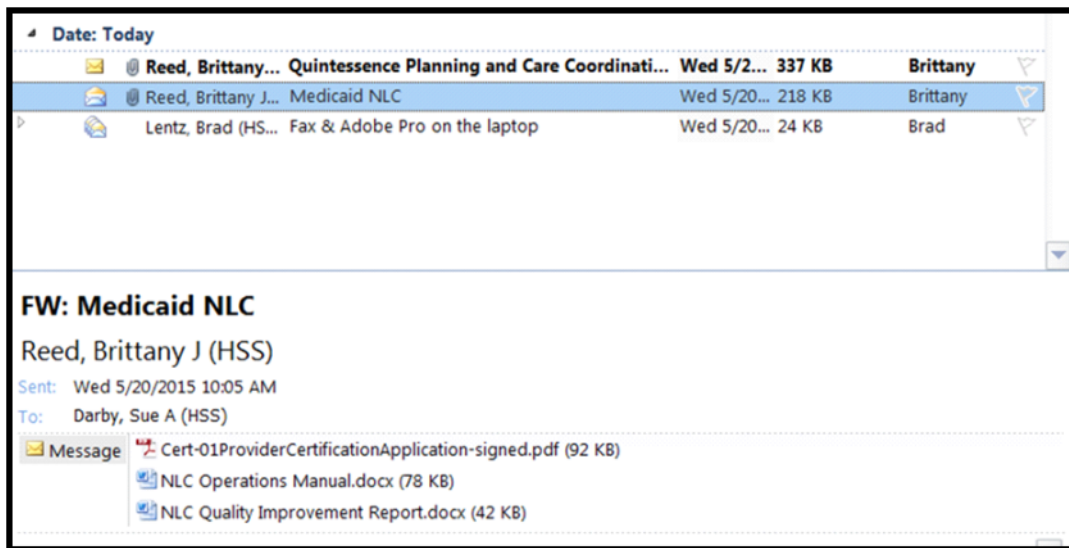 Date: Today
Reed, Brittany... Quintessence Planning and Care Coordinati... Wed 5/2... 337 KB Brittany
Reed, Brittany J... Medicaid NLC Wed 5/20... 218 KB Brittany
Lentz, Brad (HS... Fax & Adobe Pro on the laptop Wed 5/20... 24 KB Brad
FW: Medicaid NLC
Reed, Brittany J (HSS)
Sent: Wed 5/20/2015 10:05 AM
To: Darby, Sue A (HSS)
Message Cert-01ProviderCertificationApplication-signed.pdf (92 KB)
NLC Operations Manual.docx (78 KB)
NLC Quality Improvement Report.docx (42 KB)